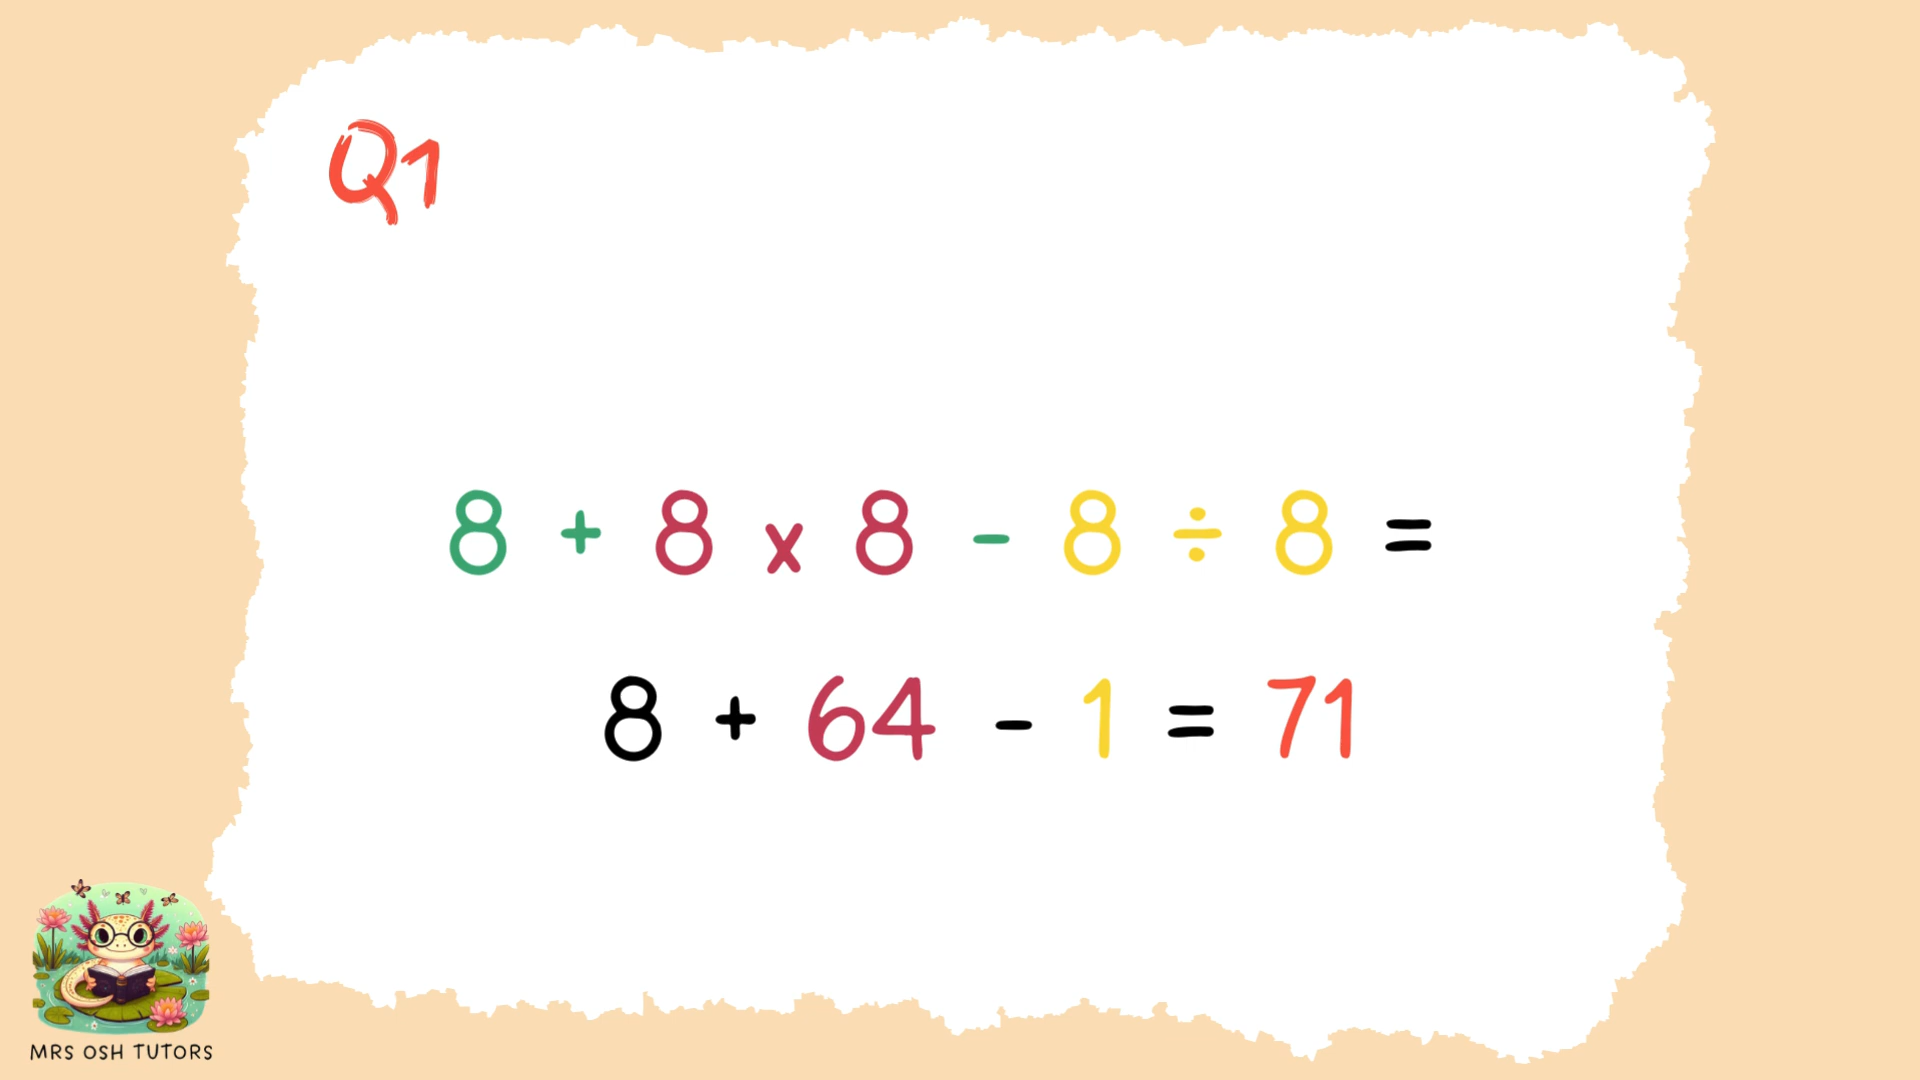 Q1
8 + 8 x 8 - 8 ÷ 8 =
8 + 64 - 1 = 71
MRS OSH TUTORS